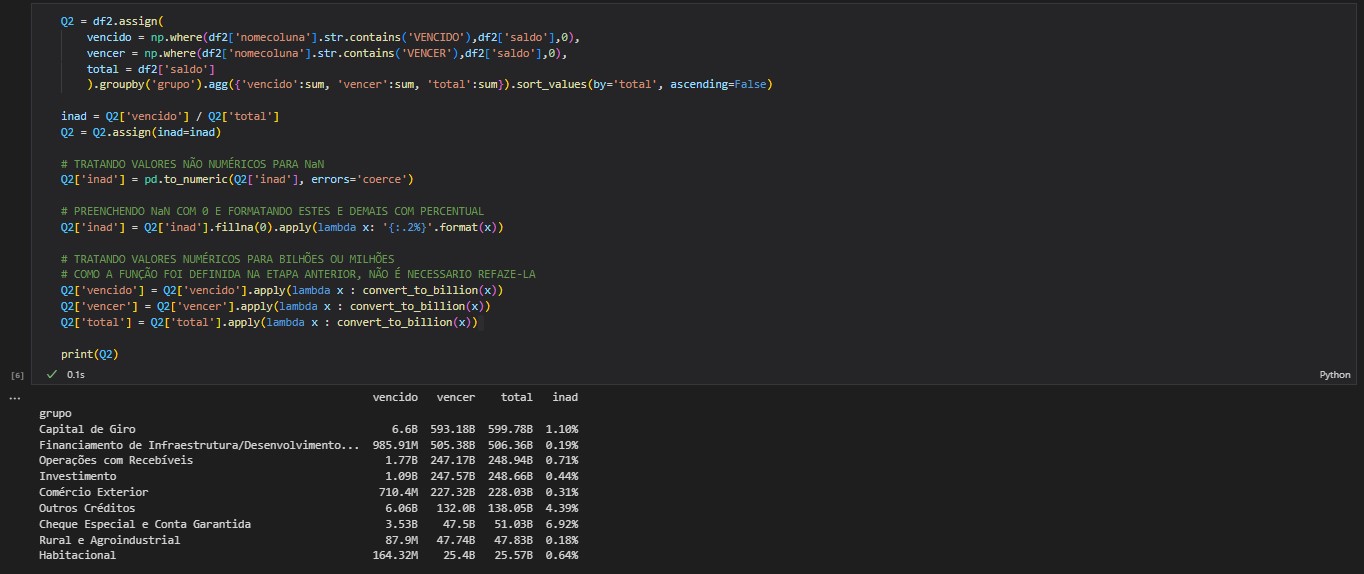 Q2 = df2.assign(
    vencido = np.where(df2['nomecoluna'].str.contains('VENCIDO'),df2['saldo'],0),
    vencer = np.where(df2['nomecoluna'].str.contains('VENCER'),df2['saldo'],0),
    total = df2['saldo']
    ).groupby('grupo').agg({'vencido':sum, 'vencer':sum, 'total':sum}).sort_values(by='total', ascending=False)
inad = Q2['vencido'] / Q2['total']
Q2 = Q2.assign(inad=inad)
# TRATANDO VALORES NÃO NUMÉRICOS PARA NaN
Q2['inad'] = pd.to_numeric(Q2['inad'], errors='coerce')
# PREENCHENDO NaN COM 0 E FORMATANDO ESTES E DEMAIS COM PERCENTUAL
Q2['inad'] = Q2['inad'].fillna(0).apply(lambda x: '{:.2%}'.format(x))
# TRATANDO VALORES NUMÉRICOS PARA BILHÕES OU MILHÕES
# COMO A FUNÇÃO FOI DEFINIDA NA ETAPA ANTERIOR, NÃO É NECESSARIO REFAZE-LA
Q2['vencido'] = Q2['vencido'].apply(lambda x : convert_to_billion(x))
Q2['vencer'] = Q2['vencer'].apply(lambda x : convert_to_billion(x))
Q2['total'] = Q2['total'].apply(lambda x : convert_to_billion(x))
print(Q2)
[6] ✓ 0.1s Python
... vencido vencer total inad
grupo
Capital de Giro 6.6B 593.18B 599.78B 1.10%
Financiamento de Infraestrutura/Desenvolvimento... 985.91M 505.38B 506.36B 0.19%
Operações com Recebíveis 1.77B 247.17B 248.94B 0.71%
Investimento 1.09B 247.57B 248.66B 0.44%
Comércio Exterior 710.4M 227.32B 228.03B 0.31%
Outros Créditos 6.06B 132.0B 138.05B 4.39%
Cheque Especial e Conta Garantida 3.53B 47.5B 51.03B 6.92%
Rural e Agroindustrial 87.9M 47.74B 47.83B 0.18%
Habitacional 164.32M 25.4B 25.57B 0.64%